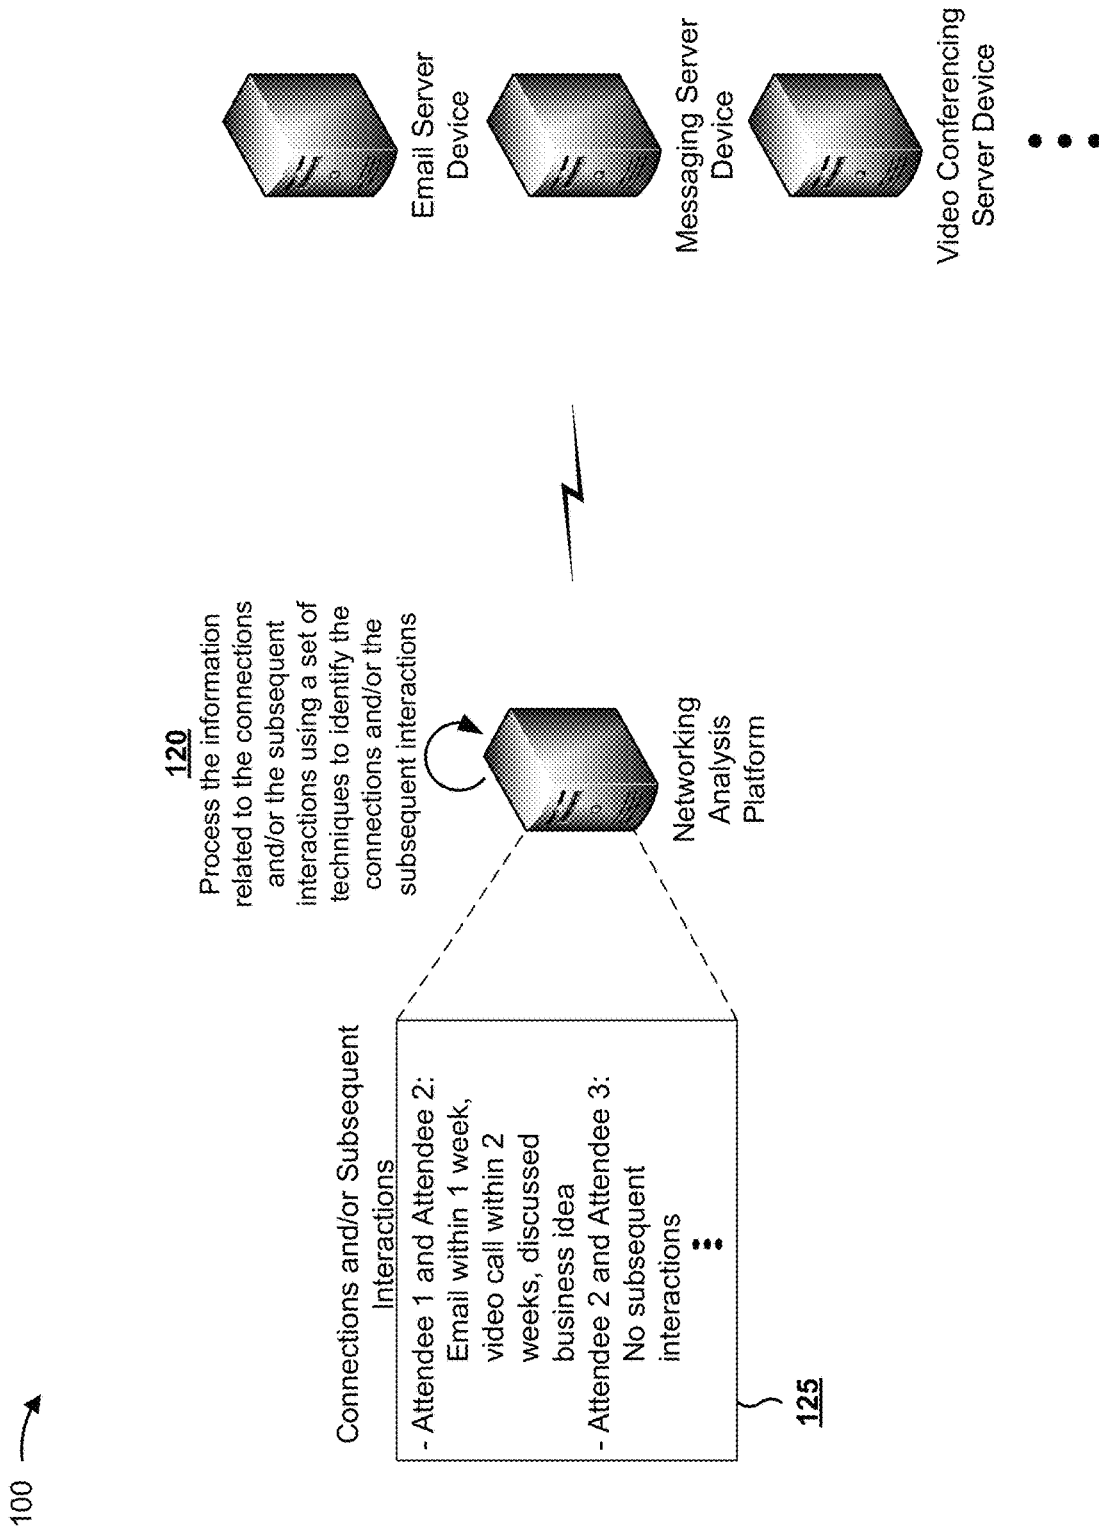 100
120
Process the information
related to the connections
and/or the subsequent
interactions using a set of
techniques to identify the
connections and/or the
subsequent interactions
Connections and/or Subsequent
Interactions
- Attendee 1 and Attendee 2:
Email within 1 week,
video call within 2
weeks, discussed
business idea
- Attendee 2 and Attendee 3:
No subsequent
interactions
125
Networking
Analysis
Platform
Email Server
Device
Messaging Server
Device
Video Conferencing
Server Device